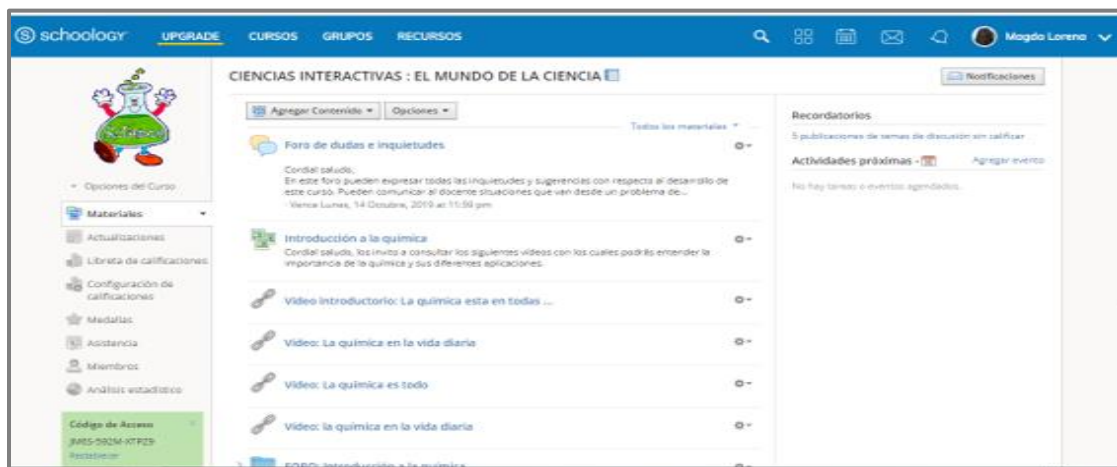 schoology UPGRADE CURSOS GRUPOS RECURSOS Magda Lorena
CIENCIAS INTERACTIVAS : EL MUNDO DE LA CIENCIA
Notificaciones
Science
Opciones del Curso
Materiales
Actualizaciones
Libreta de calificaciones
Configuración de
calificaciones
Medallas
Asistencia
Miembros
Análisis estadístico
Código de Acceso
Restablecer
Agregar Contenido Opciones
Todos los materiales
Foro de dudas e inquietudes
Cordial saludo,
En este foro pueden expresar todas las inquietudes y sugerencias con respecto al desarrollo de
este curso. Pueden comunicar al docente situaciones que van desde un problema de...
Vence Lunes, 14 Octubre, 2019 at 11:59 pm
Introducción a la química
Cordial saludo, los invito a consultar los siguientes videos con los cuales podrás entender la
importancia de la química y sus diferentes aplicaciones.
Video introductorio: La química esta en todas ...
Video: La química en la vida diaria
Video: La química es todo
Video: la química en la vida diaria
FORO: Introducción a la química
Recordatorios
5 publicaciones de temas de discusión sin calificar
Actividades próximas - Agregar evento
No hay tareas o eventos agendados.